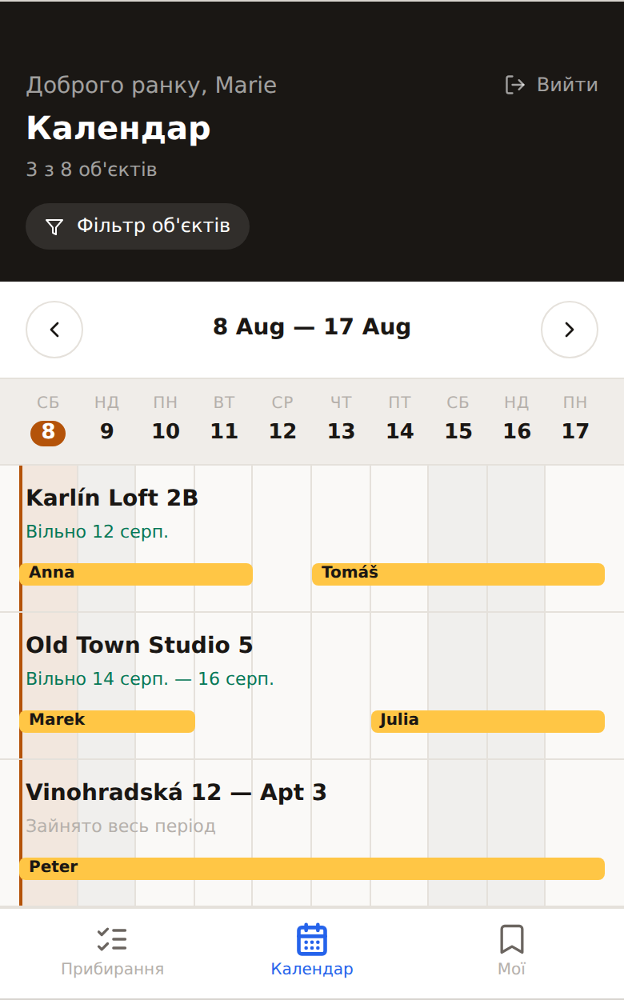 Доброго ранку, Marie
Вийти
Календар
3 з 8 об'єктів
Фільтр об'єктів
8 Aug — 17 Aug
СБ НД ПН ВТ СР ЧТ ПТ СБ НД ПН
8 9 10 11 12 13 14 15 16 17
Karlín Loft 2B
Вільно 12 серп.
Anna Tomáš
Old Town Studio 5
Вільно 14 серп. — 16 серп.
Marek Julia
Vinohradská 12 — Apt 3
Зайнято весь період
Peter
Прибирання Календар Мої